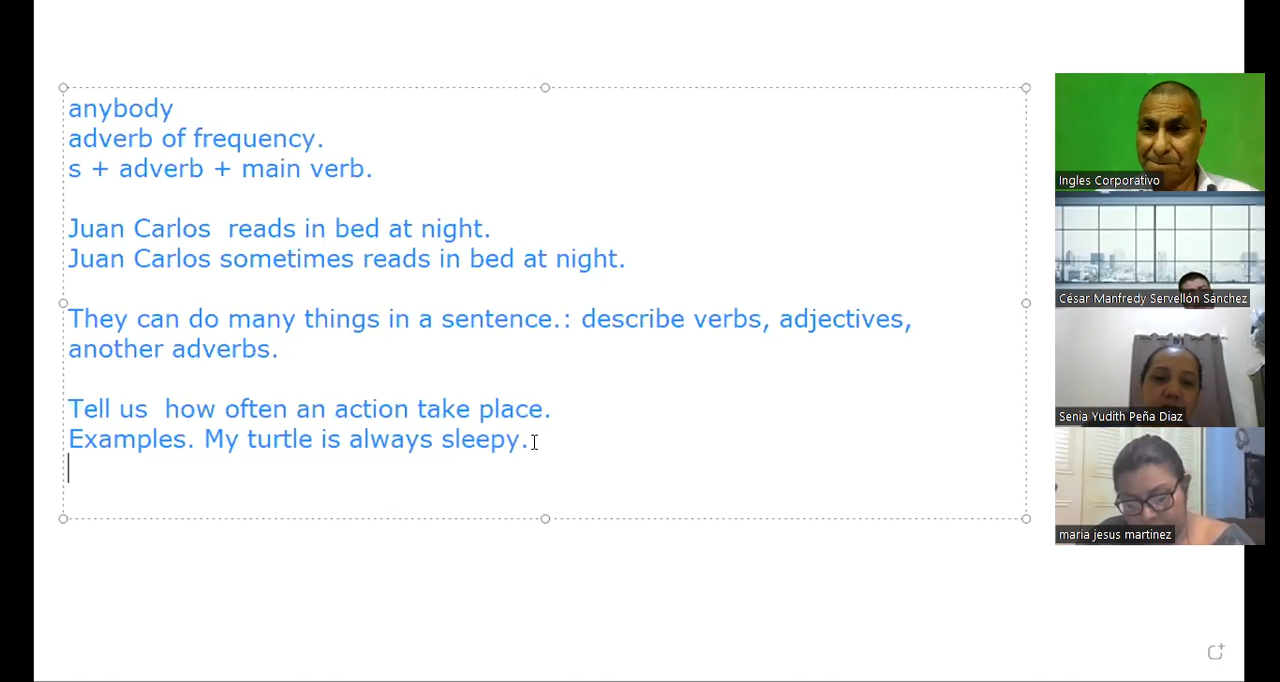 anybody
adverb of frequency.
s + adverb + main verb.
Juan Carlos  reads in bed at night.
Juan Carlos sometimes reads in bed at night.
They can do many things in a sentence.: describe verbs, adjectives,
another adverbs.
Tell us  how often an action take place.
Examples. My turtle is always sleepy.
Ingles Corporativo
César Manfredy Servellón Sánchez
Senia Yudith Peña Diaz
maria jesus martinez